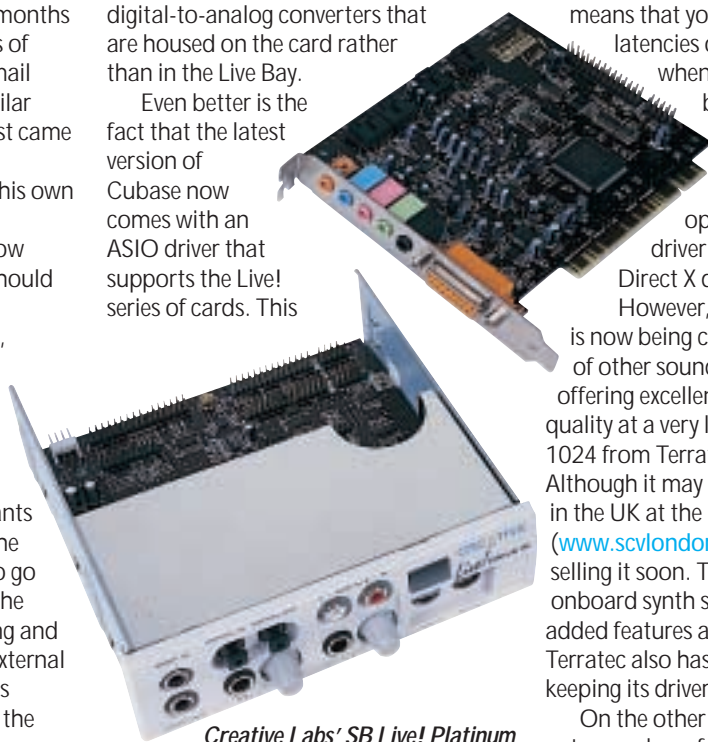 months
s of
nail
ilar
st came
his own
ow
hould
,
ants
ne
o go
he
ng and
xternal
s
the
digital-to-analog converters that
are housed on the card rather
than in the Live Bay.
Even better is the
fact that the latest
version of
Cubase now
comes with an
ASIO driver that
supports the Live!
series of cards. This
CREATIVE
Platinum
Creative Labs' SB Live! Platinum
means that yo
latencies o
when
b
op
driver
Direct X d
However,
is now being c
of other sound
offering excellen
quality at a very l
1024 from Terra
Although it may
in the UK at the
(www.scvlondon
selling it soon. T
onboard synth s
added features a
Terratec also has
keeping its driver
On the other